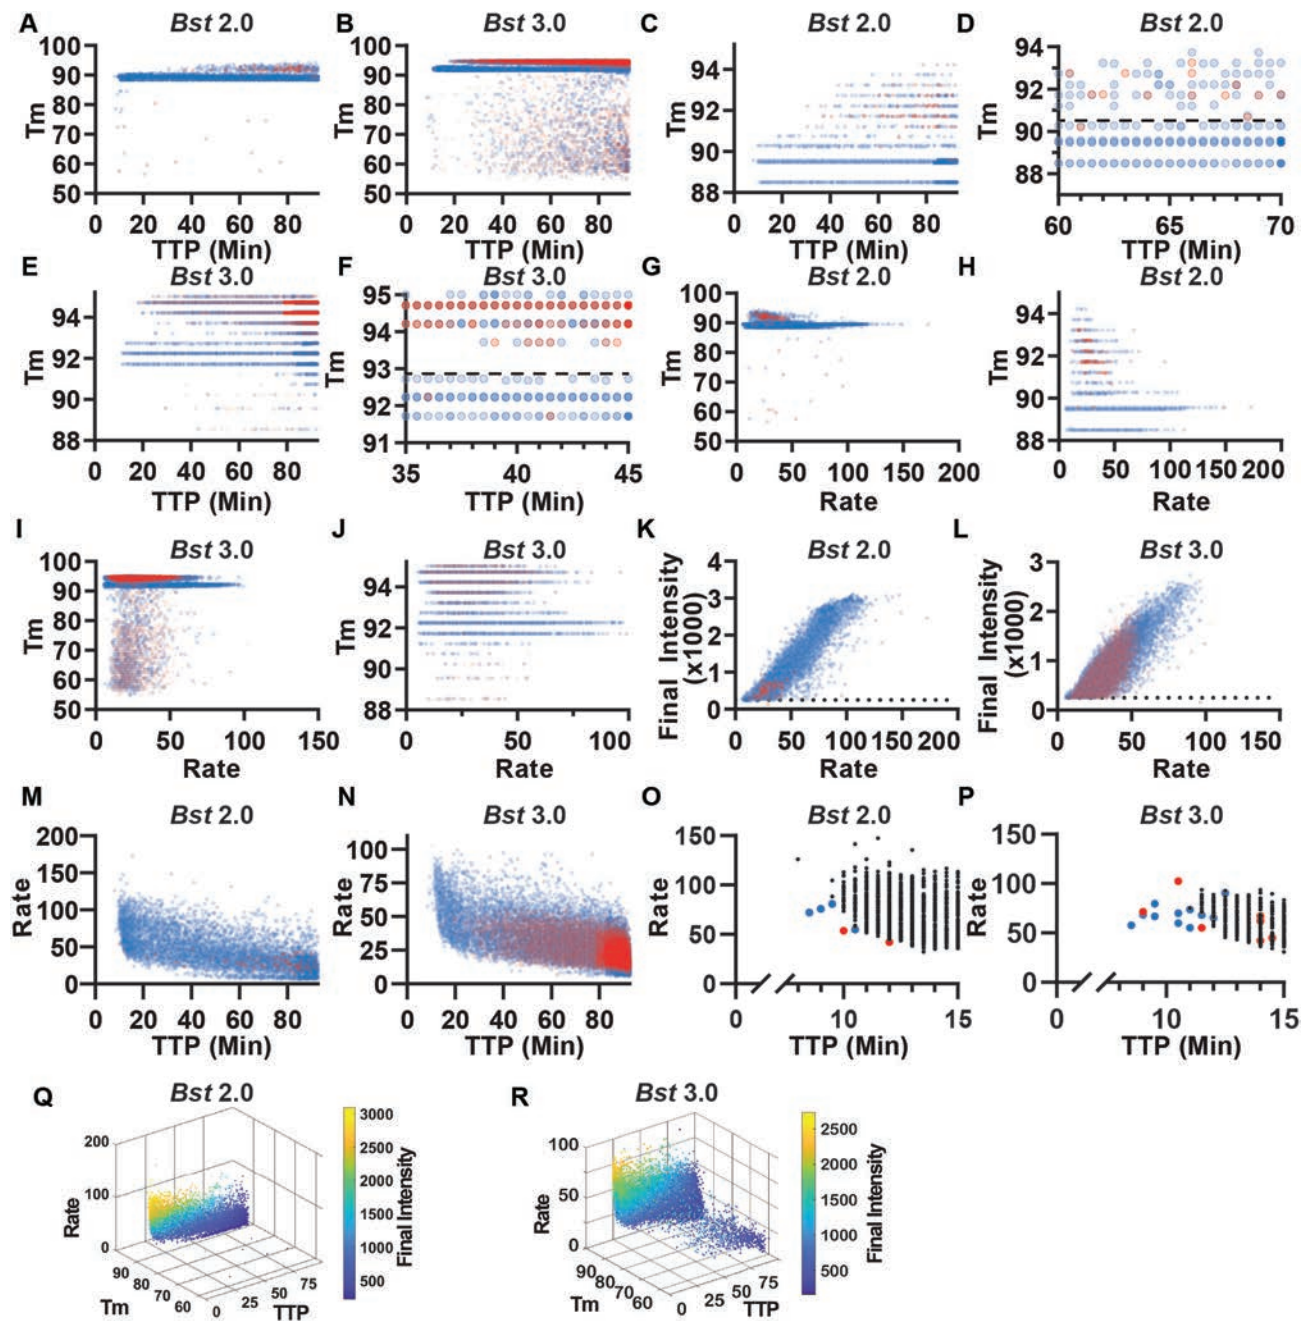 A
Bst 2.0
Tm
100
90
80
70
60
50
0 20 40 60 80
TTP (Min)
B
Bst 3.0
Tm
100
90
80
70
60
50
0 20 40 60 80
TTP (Min)
C
Bst 2.0
Tm
94
92
90
88
0 20 40 60 80
TTP (Min)
D
Bst 2.0
Tm
94
92
90
88
60 65 70
TTP (Min)
E
Bst 3.0
Tm
94
92
90
88
0 20 40 60 80
TTP (Min)
F
Bst 3.0
Tm
95
94
93
92
91
35 40 45
TTP (Min)
G
Bst 2.0
Tm
100
90
80
70
60
50
0 50 100 150 200
Rate
H
Bst 2.0
Tm
94
92
90
88
0 50 100 150 200
Rate
I
Bst 3.0
Tm
100
90
80
70
60
50
0 50 100 150
Rate
J
Bst 3.0
Tm
94
92
90
88
0 50 100
Rate
K
Bst 2.0
Final Intensity
(x1000)
4
3
2
1
0
0 50 100 150 200
Rate
L
Bst 3.0
Final Intensity
(x1000)
3
2
1
0
0 50 100 150
Rate
M
Bst 2.0
Rate
200
150
100
50
0
0 20 40 60 80
TTP (Min)
N
Bst 3.0
Rate
100
75
50
25
0
0 20 40 60 80
TTP (Min)
O
Bst 2.0
Rate
150
100
50
0
0 10 15
TTP (Min)
P
Bst 3.0
Rate
150
100
50
0
0 10 15
TTP (Min)
Q
Bst 2.0
Rate
200
100
0
90
80
70
60
Tm
0
25
50
75
TTP
3000
2500
2000
1500
1000
500
Final Intensity
R
Bst 3.0
Rate
100
50
0
90
80
70
60
Tm
0
25
50
75
TTP
2500
2000
1500
1000
500
Final Intensity